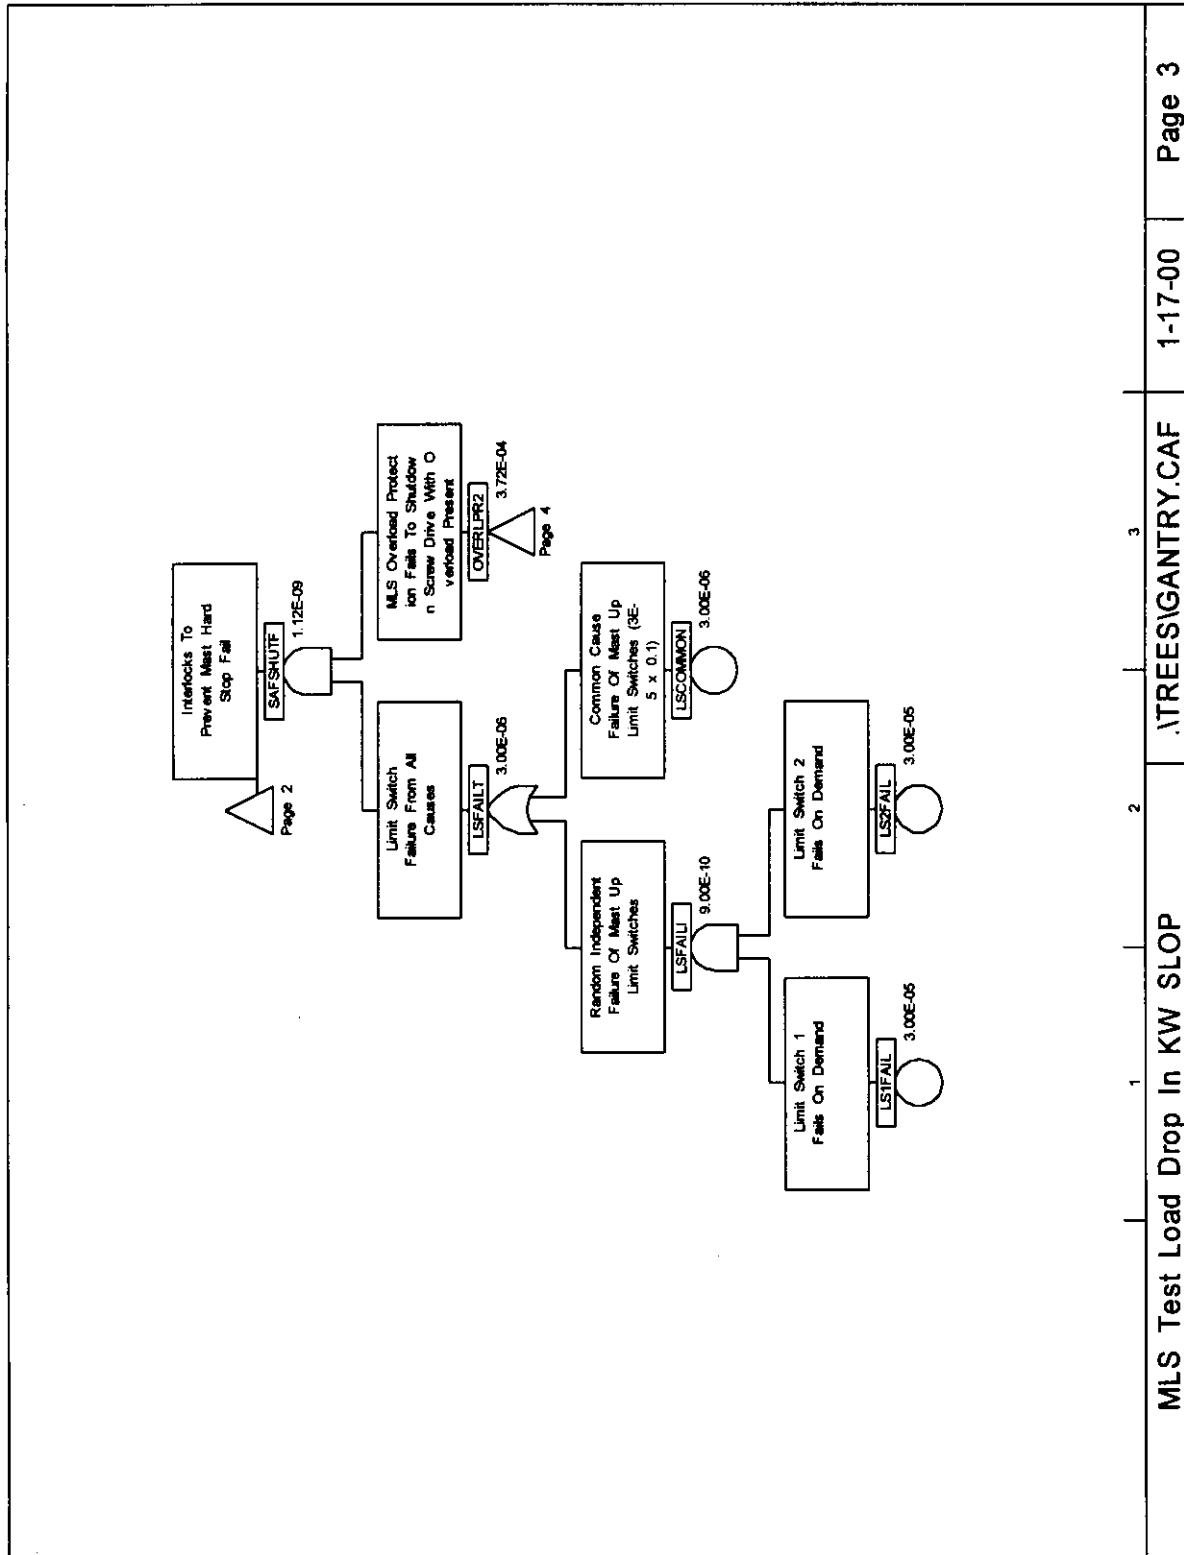 Interlocks To
Prevent Mast Hard
Stop Fail
SAFSHUTF
1.12E-09
Page 2
Limit Switch
Failure From All
Causes
LSFAILT
3.00E-06
MLS Overload Protect
ion Fails To Shutdow
n Screw Drive With O
verload Present
OVERLPR2
3.72E-04
Page 4
Random Independent
Failure Of Mast Up
Limit Switches
LSFAILI
9.00E-10
Common Cause
Failure Of Mast Up
Limit Switches (3E-
5 x 0.1)
LSCOMMON
3.00E-06
Limit Switch 1
Fails On Demand
LS1FAIL
3.00E-05
Limit Switch 2
Fails On Demand
LS2FAIL
3.00E-05
1
2
3
MLS Test Load Drop In KW SLOP
.\TREES\GANTRY.CAF
1-17-00
Page 3